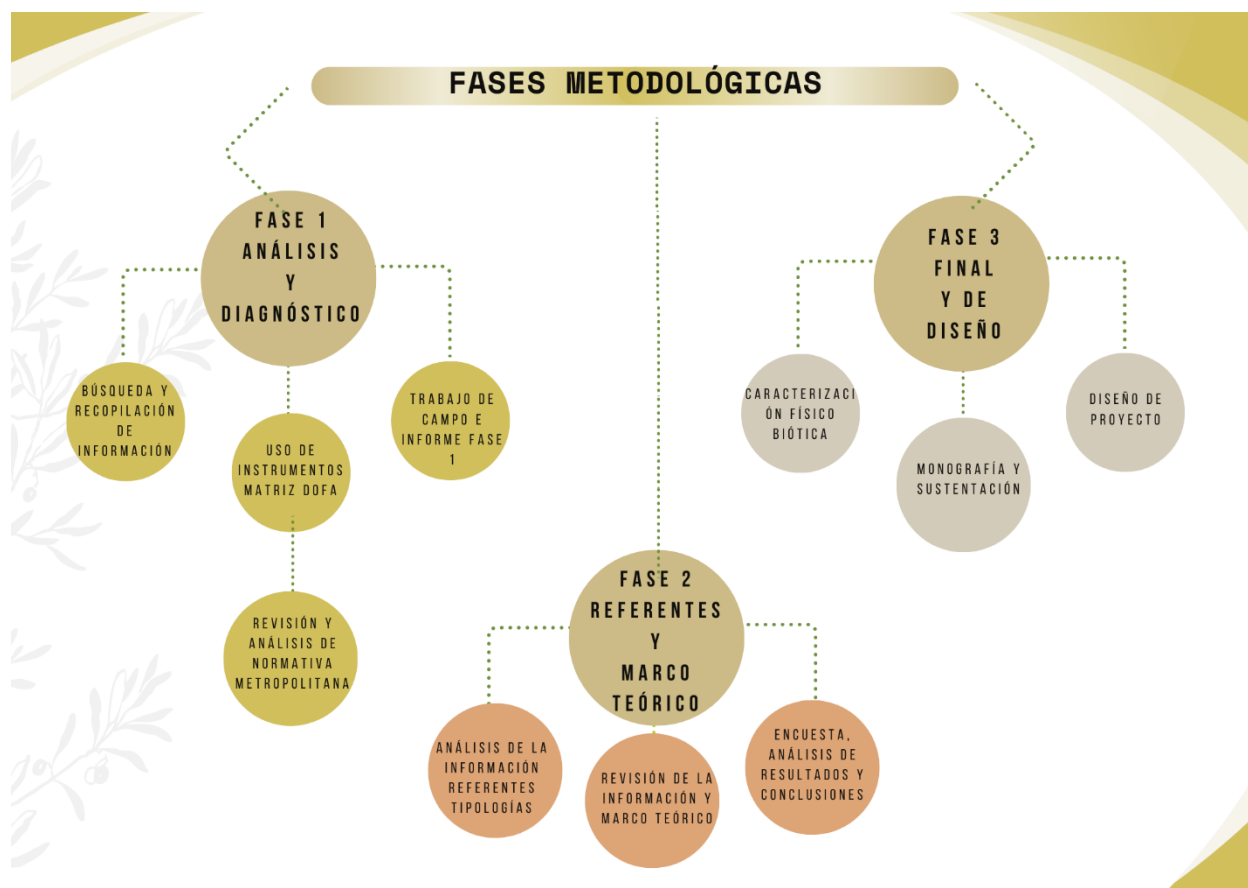 FASES METODOLÓGICAS
FASE 1
ANÁLISIS
Y
DIAGNÓSTICO
BÚSQUEDA Y
RECOPILACIÓN
DE
INFORMACIÓN
USO DE
INSTRUMENTOS
MATRIZ DOFA
TRABAJO DE
CAMPO E
INFORME FASE
1
REVISIÓN Y
ANÁLISIS DE
NORMATIVA
METROPOLITANA
FASE 2
REFERENTES
Y
MARCO
TEÓRICO
ANÁLISIS DE LA
INFORMACIÓN
REFERENTES
TIPOLOGÍAS
REVISIÓN DE LA
INFORMACIÓN Y
MARCO TEÓRICO
ENCUESTA,
ANÁLISIS DE
RESULTADOS Y
CONCLUSIONES
FASE 3
FINAL
Y DE
DISEÑO
CARACTERIZACI
ÓN FÍSICO
BIÓTICA
MONOGRAFÍA Y
SUSTENTACIÓN
DISEÑO DE
PROYECTO